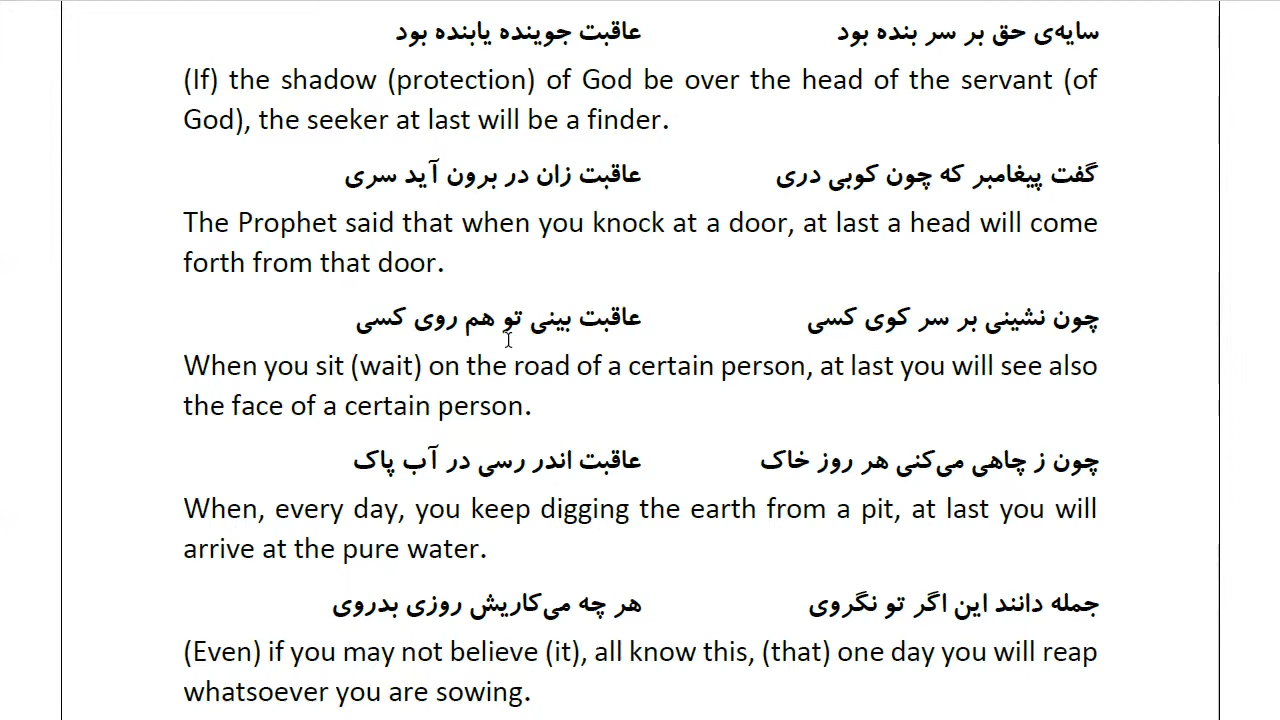 سایه‌ی حق بر سر بنده بود عاقبت جوینده یابنده بود
(If) the shadow (protection) of God be over the head of the servant (of
God), the seeker at last will be a finder.
گفت پیغامبر که چون کوبی دری عاقبت زان در برون آید سری
The Prophet said that when you knock at a door, at last a head will come
forth from that door.
چون نشینی بر سر کوی کسی عاقبت بینی تو هم روی کسی
When you sit (wait) on the road of a certain person, at last you will see also
the face of a certain person.
چون ز چاهی می‌کنی هر روز خاک عاقبت اندر رسی در آب پاک
When, every day, you keep digging the earth from a pit, at last you will
arrive at the pure water.
جمله دانند این اگر تو نگروی هر چه می‌کاریش روزی بدروی
(Even) if you may not believe (it), all know this, (that) one day you will reap
whatsoever you are sowing.